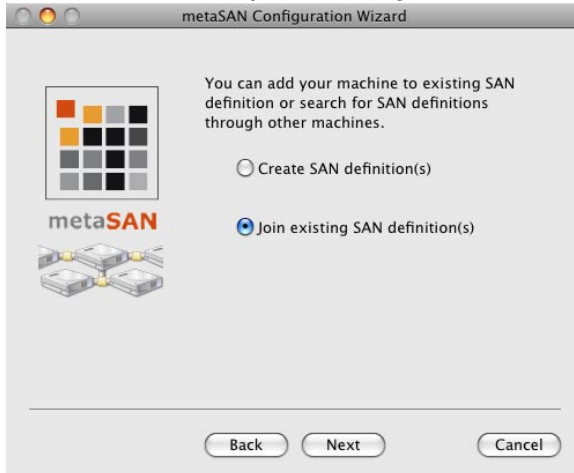 metaSAN Configuration Wizard
You can add your machine to existing SAN
definition or search for SAN definitions
through other machines.
Create SAN definition(s)
metaSAN
Join existing SAN definition(s)
Back Next Cancel